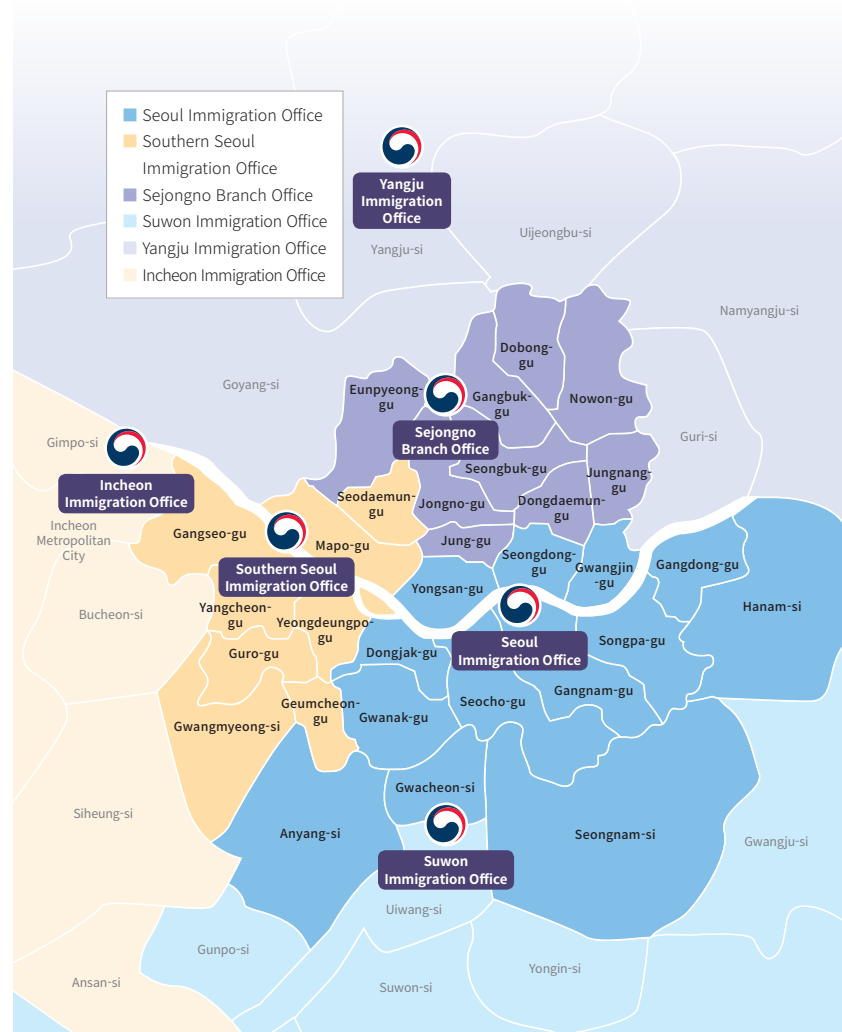 Seoul Immigration Office
Southern Seoul
Immigration Office
Sejongno Branch Office
Suwon Immigration Office
Yangju Immigration Office
Incheon Immigration Office
Yangju
Immigration
Office
Yangju-si
Uijeongbu-si
Namyangju-si
Goyang-si
Dobong-
gu
Eunpyeong-
gu
Gangbuk-
gu
Nowon-gu
Gimpo-si
Sejongno
Branch Office
Guri-si
Incheon
Immigration Office
Seongbuk-gu
Jungnang-
gu
Seodaemun-
gu
Jongno-gu
Dongdaemun-
gu
Incheon
Metropolitan
City
Gangseo-gu
Mapo-gu
Jung-gu
Seongdong-
gu
Gwangjin
-gu
Gangdong-gu
Southern Seoul
Immigration Office
Yongsan-gu
Hanam-si
Bucheon-si
Yangcheon-
gu
Yeongdeungpo-
gu
Seoul
Immigration Office
Songpa-gu
Guro-gu
Dongjak-gu
Gangnam-gu
Geumcheon-
gu
Gwanak-gu
Seocho-gu
Gwangmyeong-si
Gwacheon-si
Siheung-si
Anyang-si
Seongnam-si
Gwangju-si
Suwon
Immigration Office
Uiwang-si
Gunpo-si
Yongin-si
Ansan-si
Suwon-si